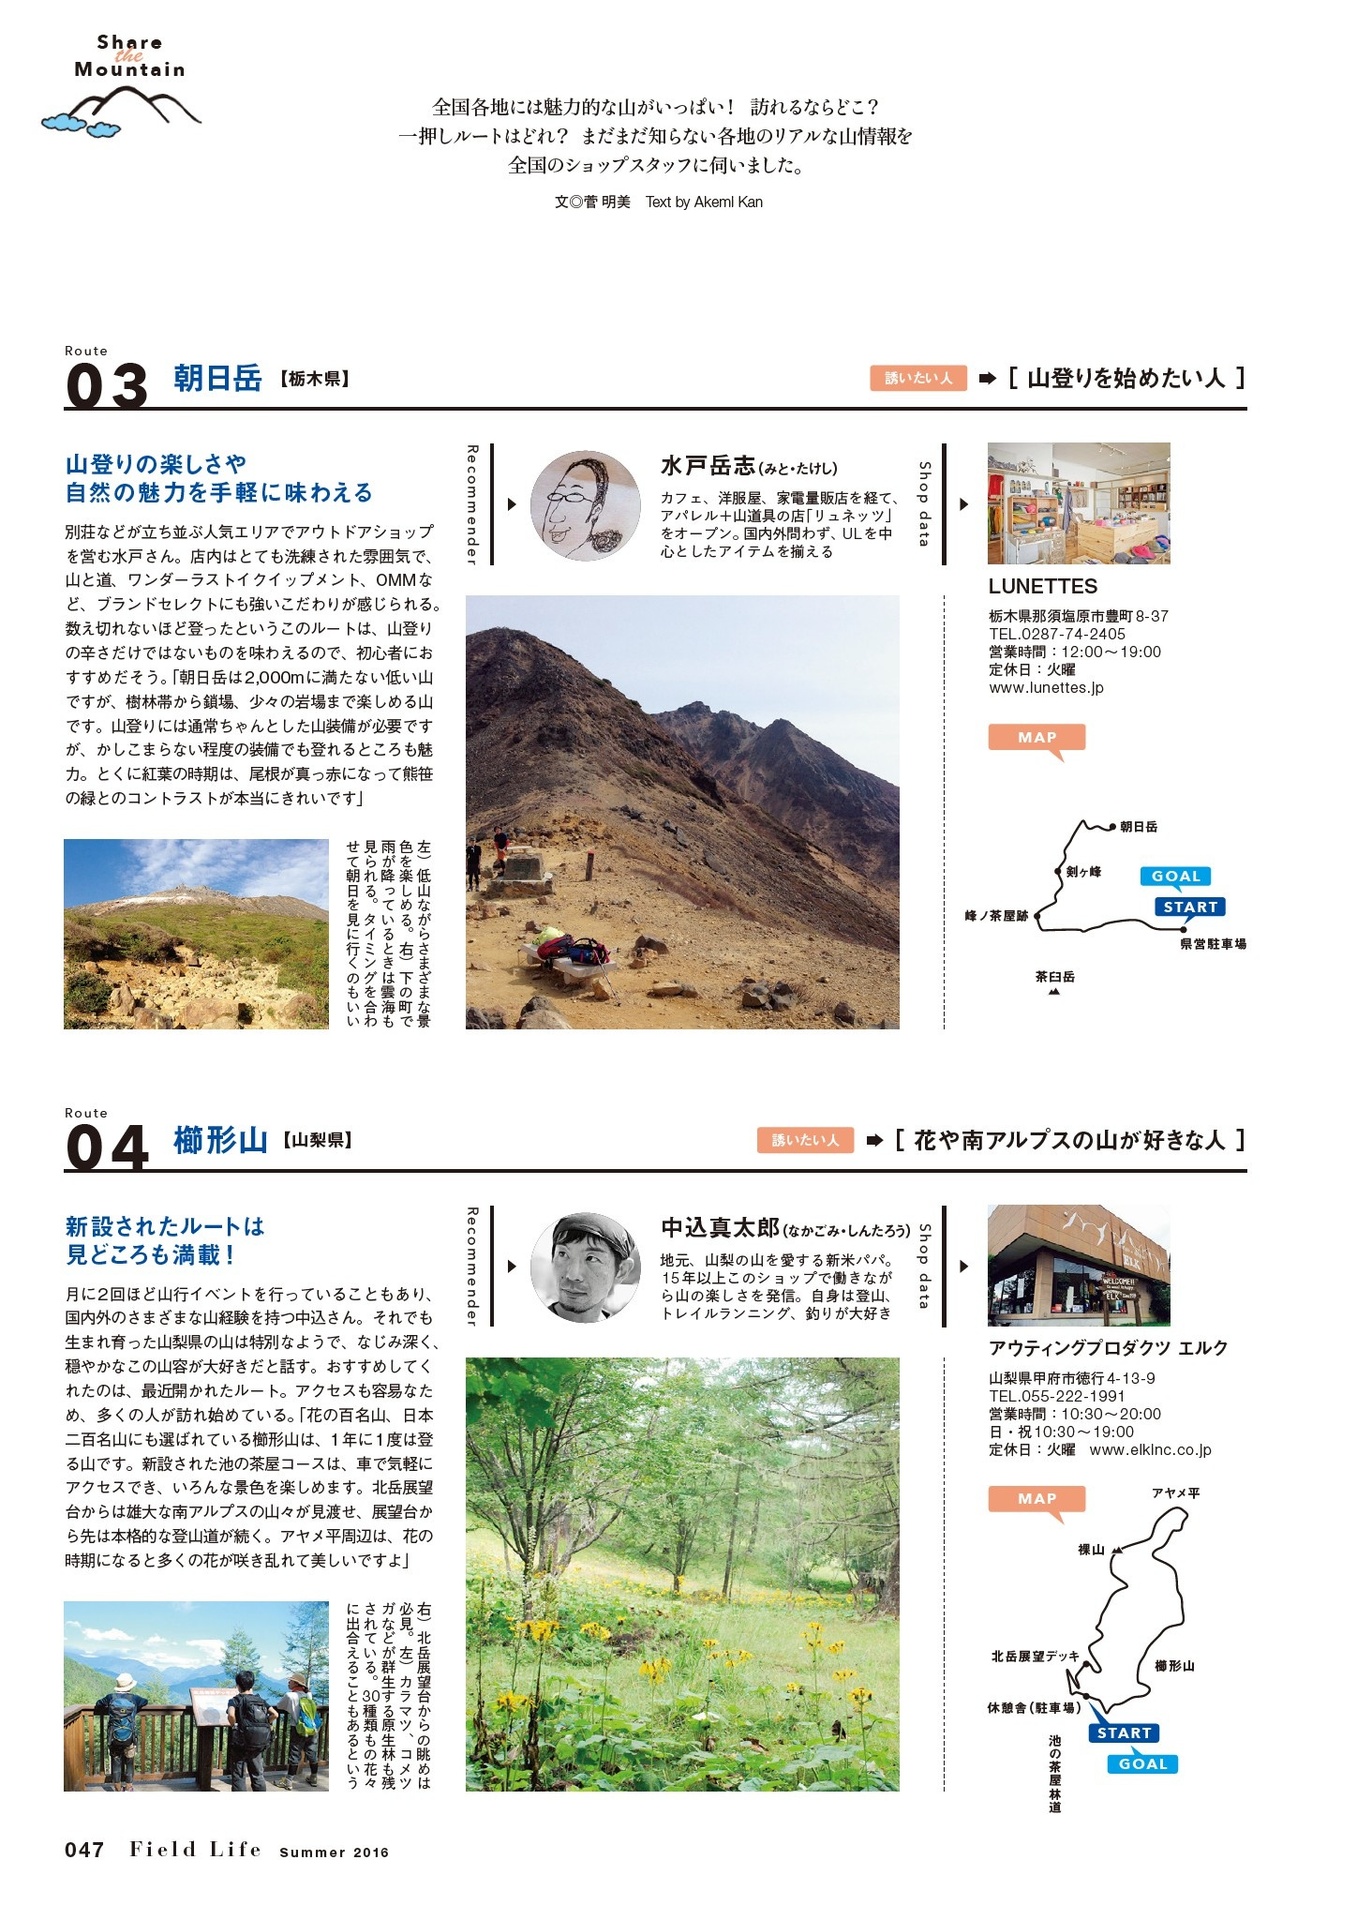 Share
the
Mountain
全国各地には魅力的な山がいっぱい！ 訪れるならどこ？
一押しルートはどれ？ まだまだ知らない各地のリアルな山情報を
全国のショップスタッフに伺いました。
文◎菅 明美 Text by AkemI Kan
Route
03 朝日岳【栃木県】
誘いたい人 ➡ [ 山登りを始めたい人 ]
山登りの楽しさや
自然の魅力を手軽に味わえる
別荘などが立ち並ぶ人気エリアでアウトドアショップ
を営む水戸さん。店内はとても洗練された雰囲気で、
山と道、ワンダーラストイクイップメント、OMMな
ど、ブランドセレクトにも強いこだわりが感じられる。
数え切れないほど登ったというこのルートは、山登り
の辛さだけではないものを味わえるので、初心者にお
すすめだそう。「朝日岳は2,000mに満たない低い山
ですが、樹林帯から鎖場、少々の岩場まで楽しめる山
です。山登りには通常ちゃんとした山装備が必要です
が、かしこまらない程度の装備でも登れるところも魅
力。とくに紅葉の時期は、尾根が真っ赤になって熊笹
の緑とのコントラストが本当にきれいです」
左）低山ながらさまざまな景
色を楽しめる。右）下の町で
雨が降っているときは雲海も
見られる。タイミングを合わ
せて朝日を見に行くのもいい
Recommender
水戸岳志（みと・たけし）
カフェ、洋服屋、家電量販店を経て、
アパレル＋山道具の店「リュネッツ」
をオープン。国内外問わず、ULを中
心としたアイテムを揃える
Shop data
LUNETTES
栃木県那須塩原市豊町8-37
TEL.0287-74-2405
営業時間：12:00～19:00
定休日：火曜
www.lunettes.jp
MAP
朝日岳
剣ヶ峰
GOAL
START
峰ノ茶屋跡
県営駐車場
茶臼岳
Route
04 櫛形山【山梨県】
誘いたい人 ➡ [ 花や南アルプスの山が好きな人 ]
新設されたルートは
見どころも満載！
月に2回ほど山行イベントを行っていることもあり、
国内外のさまざまな山経験を持つ中込さん。それでも
生まれ育った山梨県の山は特別なようで、なじみ深く、
穏やかなこの山容が大好きだと話す。おすすめしてく
れたのは、最近開かれたルート。アクセスも容易なた
め、多くの人が訪れ始めている。「花の百名山、日本
二百名山にも選ばれている櫛形山は、1年に1度は登
る山です。新設された池の茶屋コースは、車で気軽に
アクセスでき、いろんな景色を楽しめます。北岳展望
台からは雄大な南アルプスの山々が見渡せ、展望台か
ら先は本格的な登山道が続く。アヤメ平周辺は、花の
時期になると多くの花が咲き乱れて美しいですよ」
右）北岳展望台からの眺めは
必見。左）カラマツ、コメツ
ガなどが群生する原生林も残
されている。30種類もの花々
に出合えることもあるという
Recommender
中込真太郎（なかごみ・しんたろう）
地元、山梨の山を愛する新米パパ。
15年以上このショップで働きなが
ら山の楽しさを発信。自身は登山、
トレイルランニング、釣りが大好き
Shop data
ELK
WELCOME!!
ELK
アウティングプロダクツ エルク
山梨県甲府市徳行4-13-9
TEL.055-222-1991
営業時間：10:30～20:00
日・祝10:30～19:00
定休日：火曜 www.elkInc.co.jp
MAP
アヤメ平
裸山
北岳展望デッキ
櫛形山
休憩舎（駐車場）
START
GOAL
池の茶屋林道
047 Field Life Summer 2016